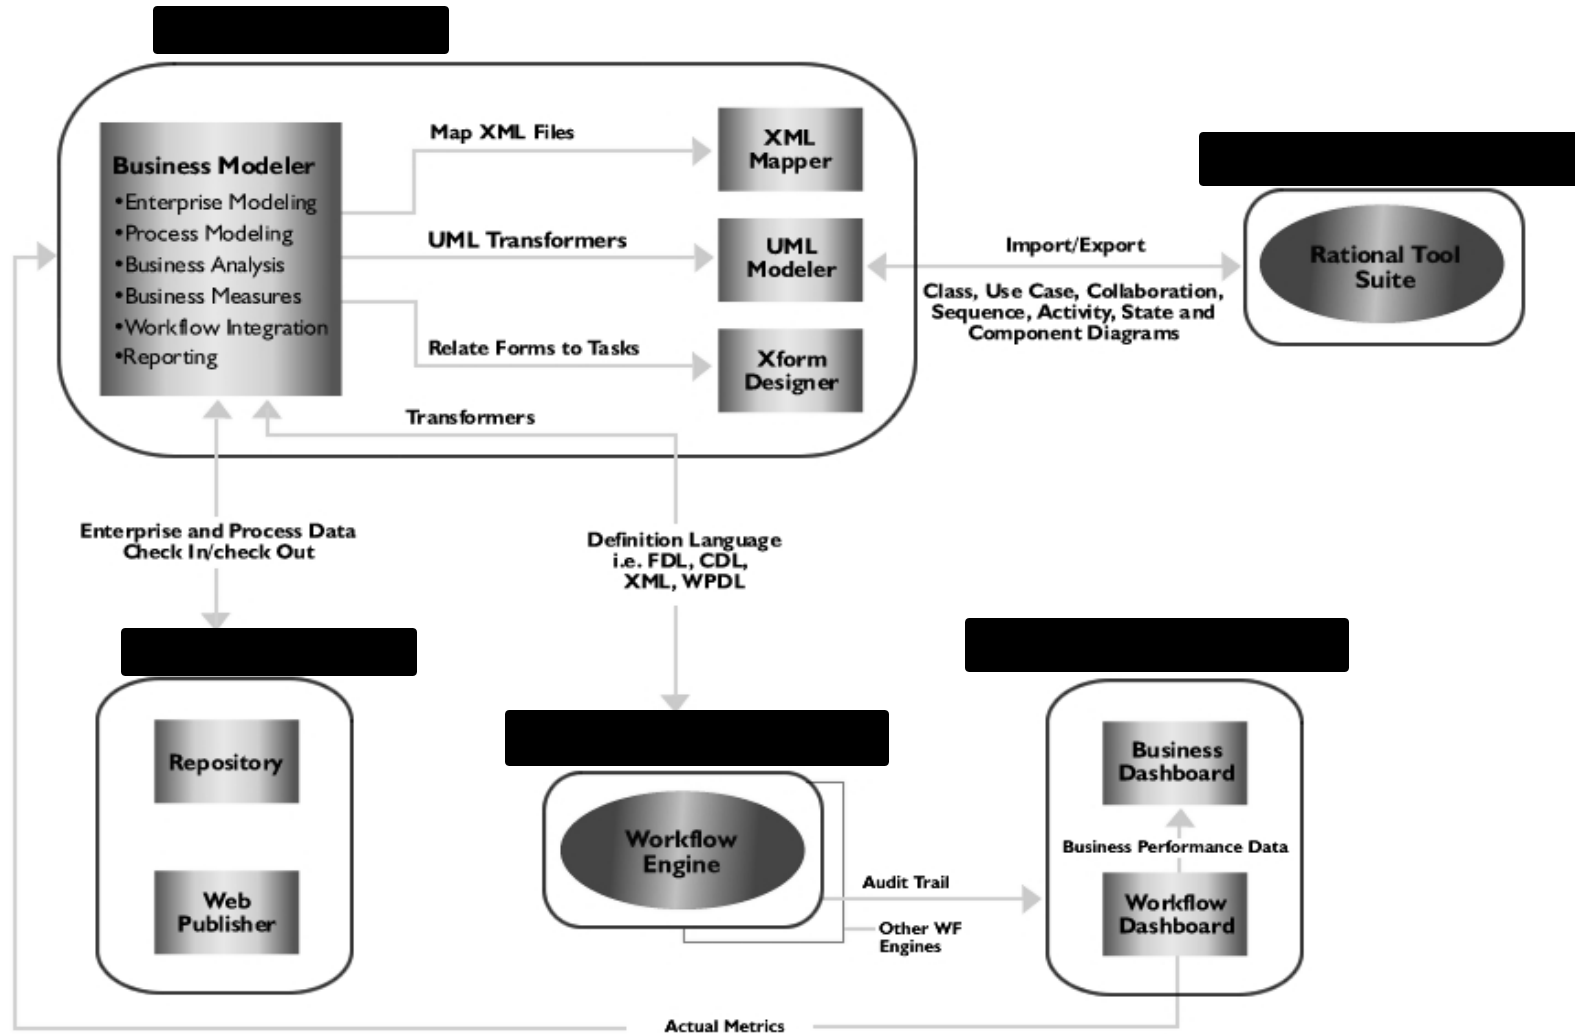 Business Modeler
•Enterprise Modeling
•Process Modeling
•Business Analysis
•Business Measures
•Workflow Integration
•Reporting
Map XML Files
XML
Mapper
UML Transformers
UML
Modeler
Relate Forms to Tasks
Xform
Designer
Transformers
Import/Export
Class, Use Case, Collaboration,
Sequence, Activity, State and
Component Diagrams
Rational Tool
Suite
Enterprise and Process Data
Check In/check Out
Definition Language
i.e. FDL, CDL,
XML, WPDL
Repository
Web
Publisher
Workflow
Engine
Audit Trail
Other WF
Engines
Business
Dashboard
Business Performance Data
Workflow
Dashboard
Actual Metrics